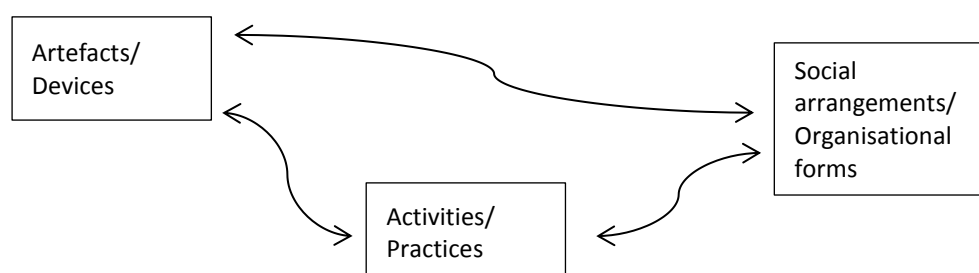 Artefacts/
Devices
Social
arrangements/
Organisational
forms
Activities/
Practices